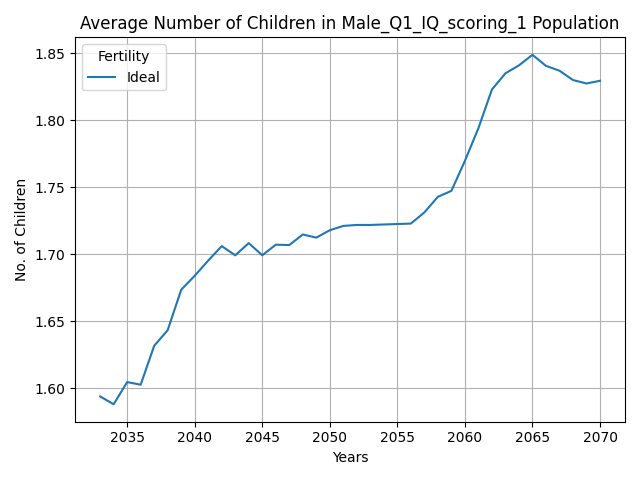 Average Number of Children in Male_Q1_IQ_scoring_1 Population
Fertility
Ideal
No. of Children
1.85
1.80
1.75
1.70
1.65
1.60
2035 2040 2045 2050 2055 2060 2065 2070
Years